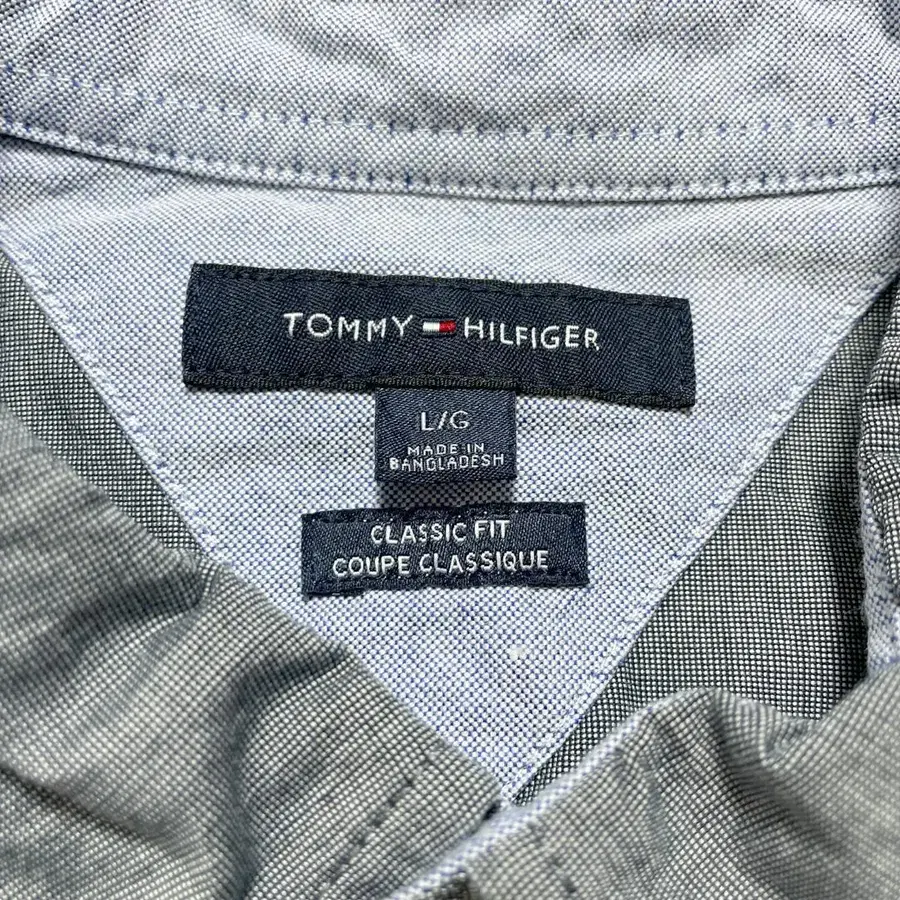 TOMMY HILFIGER
L/G
MADE IN
BANGLADESH
CLASSIC FIT
COUPE CLASSIQUE